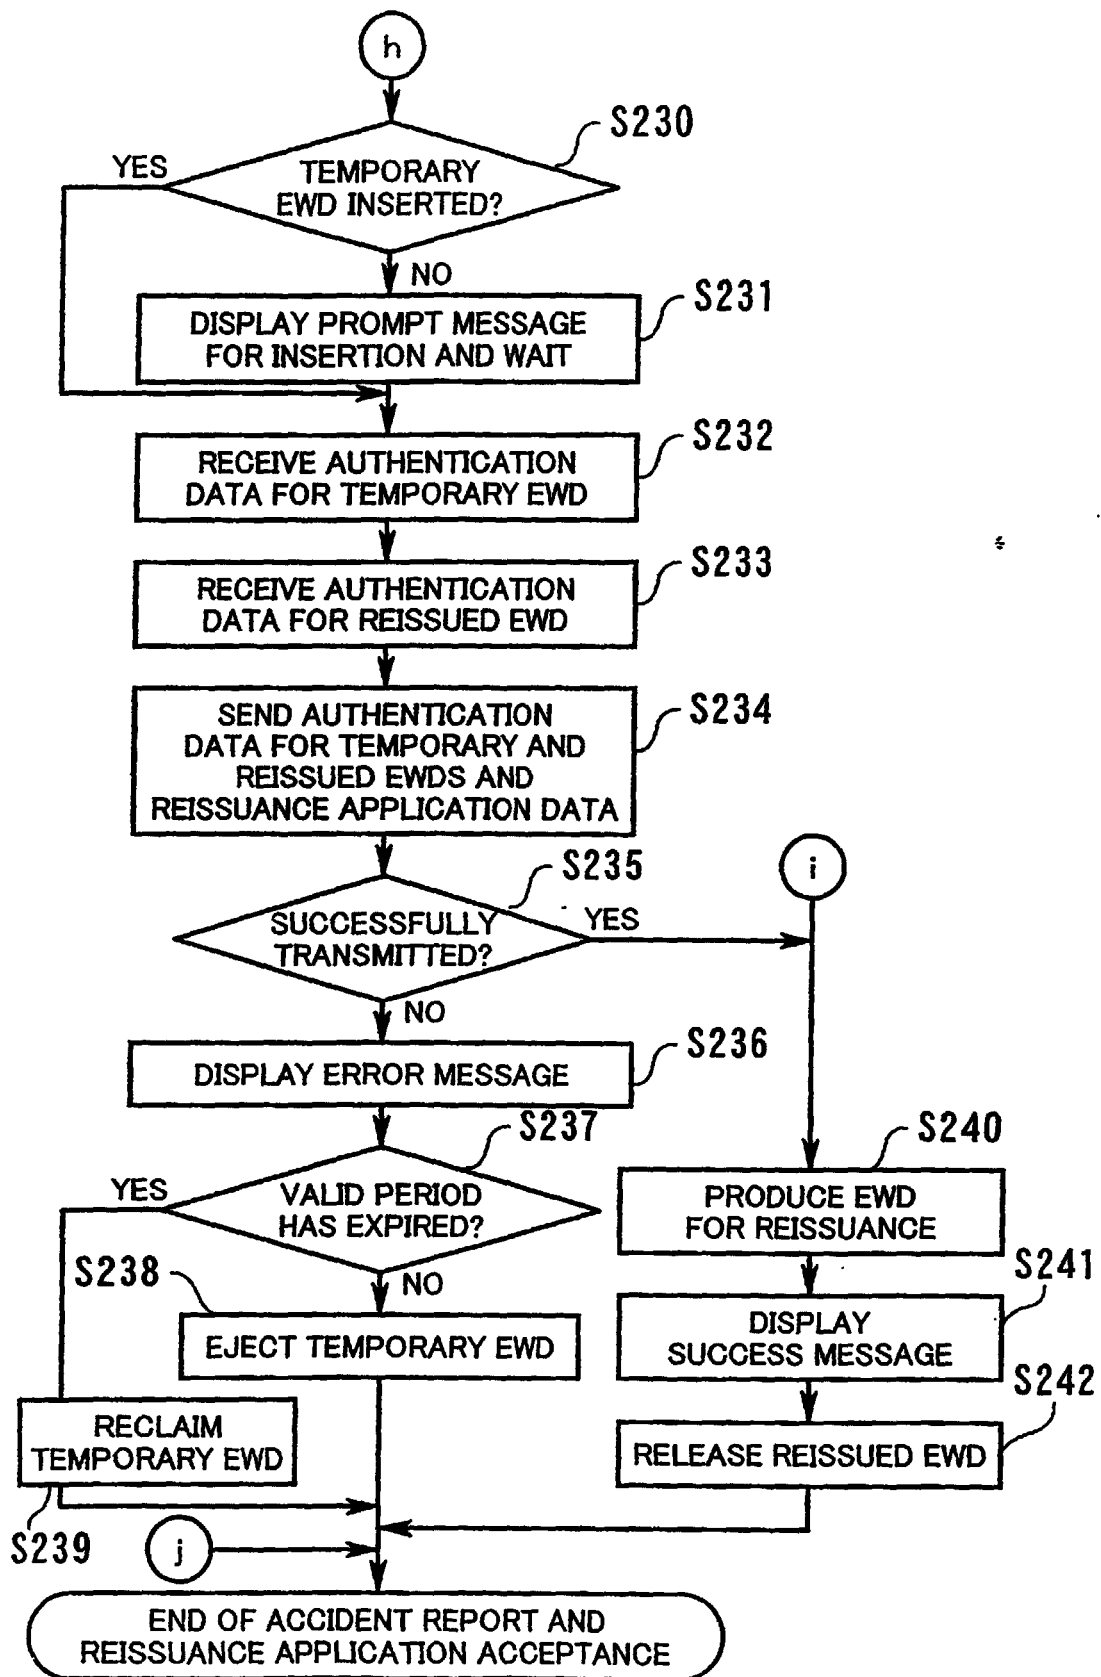 h
S230
YES
TEMPORARY
EWD INSERTED?
NO
S231
DISPLAY PROMPT MESSAGE
FOR INSERTION AND WAIT
S232
RECEIVE AUTHENTICATION
DATA FOR TEMPORARY EWD
S233
RECEIVE AUTHENTICATION
DATA FOR REISSUED EWD
S234
SEND AUTHENTICATION
DATA FOR TEMPORARY AND
REISSUED EWDS AND
REISSUANCE APPLICATION DATA
S235
i
SUCCESSFULLY
TRANSMITTED?
YES
NO
S236
DISPLAY ERROR MESSAGE
S237
YES
VALID PERIOD
HAS EXPIRED?
NO
S238
EJECT TEMPORARY EWD
RECLAIM
TEMPORARY EWD
S239
S240
PRODUCE EWD
FOR REISSUANCE
S241
DISPLAY
SUCCESS MESSAGE
S242
RELEASE REISSUED EWD
j
END OF ACCIDENT REPORT AND
REISSUANCE APPLICATION ACCEPTANCE